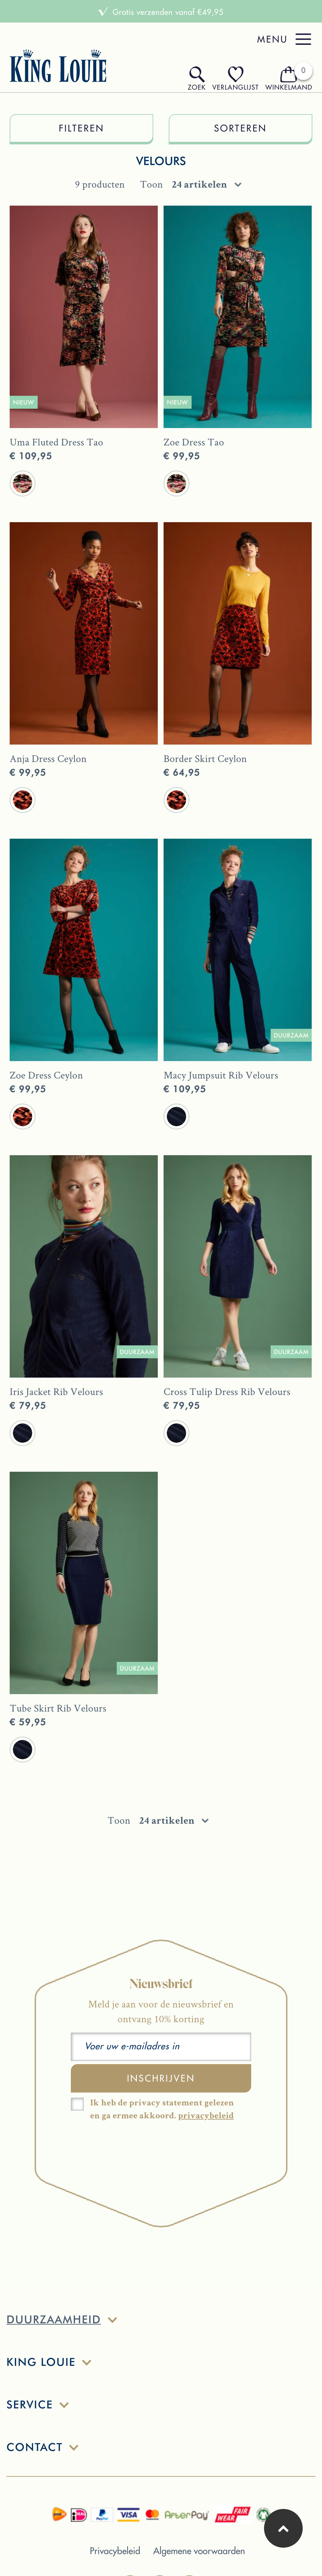 Gratis verzenden vanaf €49,95
MENU
KING LOUIE
ZOEK VERLANGLIJST WINKELMAND
0
FILTEREN SORTEREN
VELOURS
9 producten Toon 24 artikelen
NIEUW NIEUW
Uma Fluted Dress Tao Zoe Dress Tao
€ 109,95 € 99,95
Anja Dress Ceylon Border Skirt Ceylon
€ 99,95 € 64,95
DUURZAAM
Zoe Dress Ceylon Macy Jumpsuit Rib Velours
€ 99,95 € 109,95
DUURZAAM DUURZAAM
Iris Jacket Rib Velours Cross Tulip Dress Rib Velours
€ 79,95 € 79,95
DUURZAAM
Tube Skirt Rib Velours
€ 59,95
Toon 24 artikelen
Nieuwsbrief
Meld je aan voor de nieuwsbrief en
ontvang 10% korting
Voer uw e-mailadres in
INSCHRIJVEN
Ik heb de privacy statement gelezen
en ga ermee akkoord. privacybeleid
DUURZAAMHEID
KING LOUIE
SERVICE
CONTACT
iDEAL PayPal VISA mastercard AfterPay FAIR WEAR
Privacybeleid Algemene voorwaarden